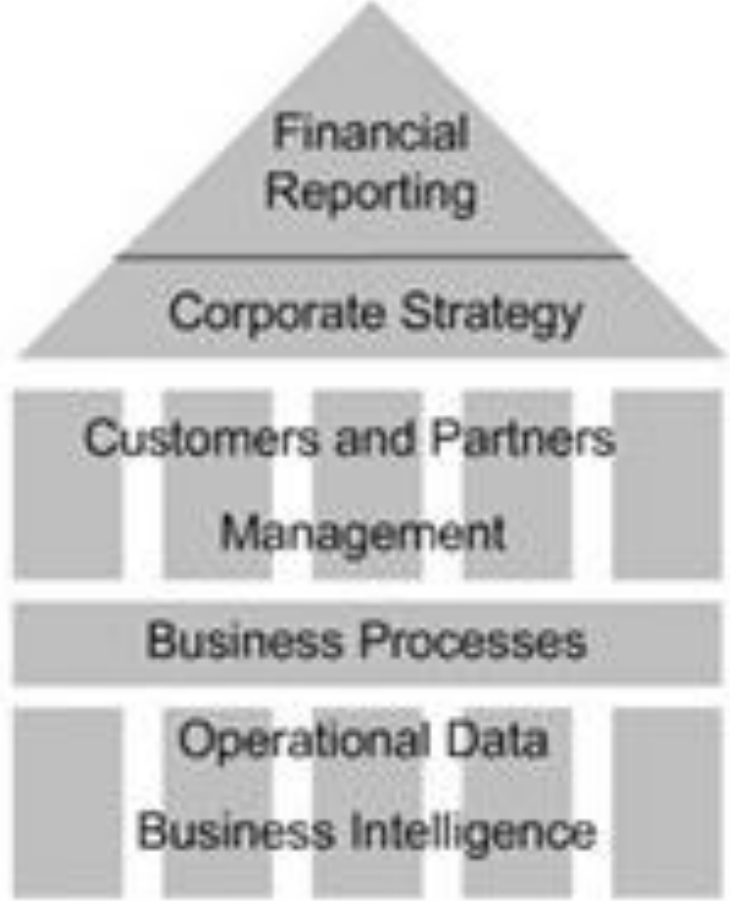 Financial
Reporting
Corporate Strategy
Customers and Partners
Management
Business Processes
Operational Data
Business Intelligence